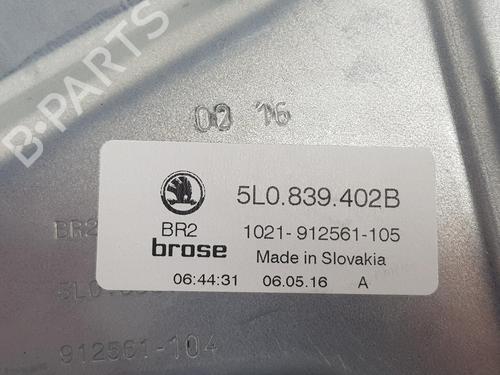 02 16
5L0.839.402B
BR2
1021- 912561-105
brose
Made in Slovakia
06:44:31
06.05.16
A
BR2
912561-104
B-PARTS